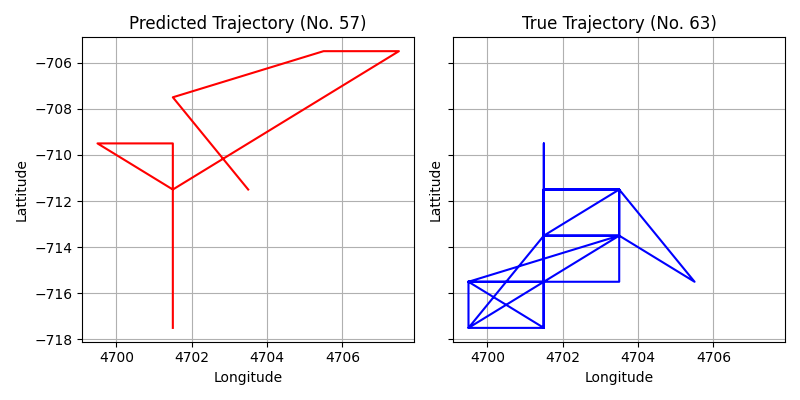 Predicted Trajectory (No. 57)
True Trajectory (No. 63)
−706
−708
−710
−712
−714
−716
−718
Lattitude
Lattitude
4700 4702 4704 4706
4700 4702 4704 4706
Longitude
Longitude